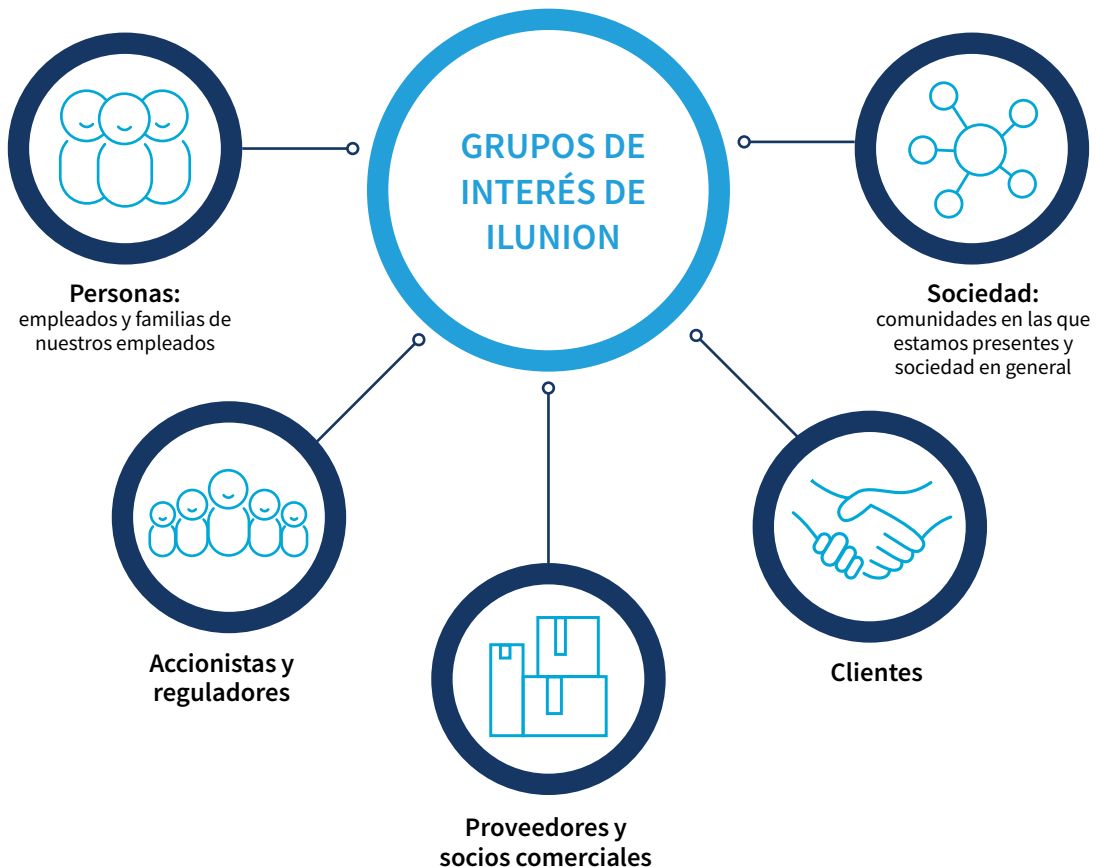 GRUPOS DE
INTERÉS DE
ILUNION
Personas:
empleados y familias de
nuestros empleados
Sociedad:
comunidades en las que
estamos presentes y
sociedad en general
Accionistas y
reguladores
Clientes
Proveedores y
socios comerciales